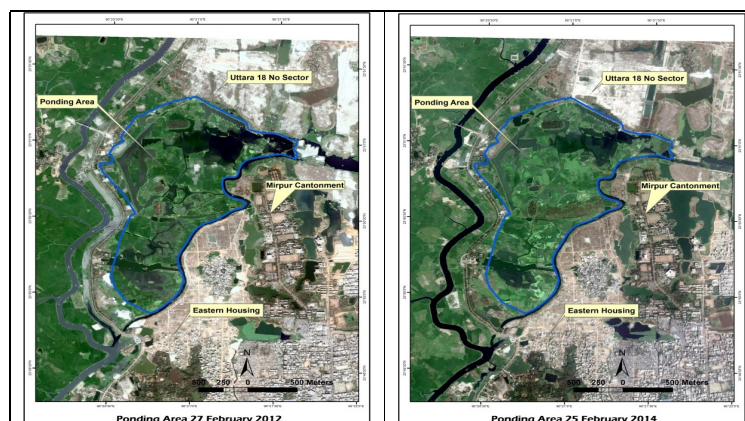 Uttara 18 No Sector
Ponding Area
Mirpur Cantonment
Eastern Housing
N
500 250 0 500 Meters
Ponding Area 27 February 2012
Uttara 18 No Sector
Ponding Area
Mirpur Cantonment
Eastern Housing
N
500 250 0 500 Meters
Ponding Area 25 February 2014